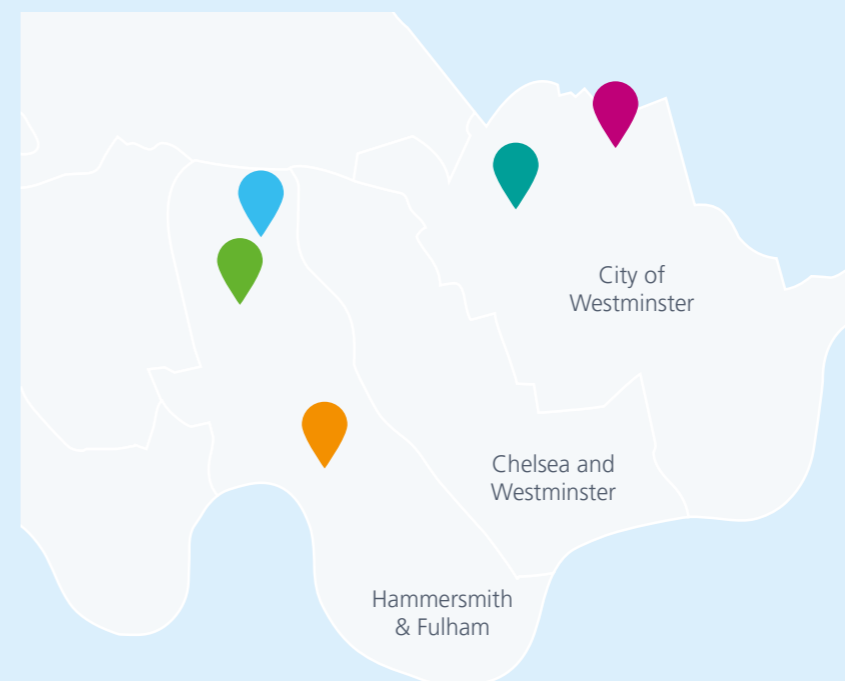 City of
Westminster
Chelsea and
Westminster
Hammersmith
& Fulham